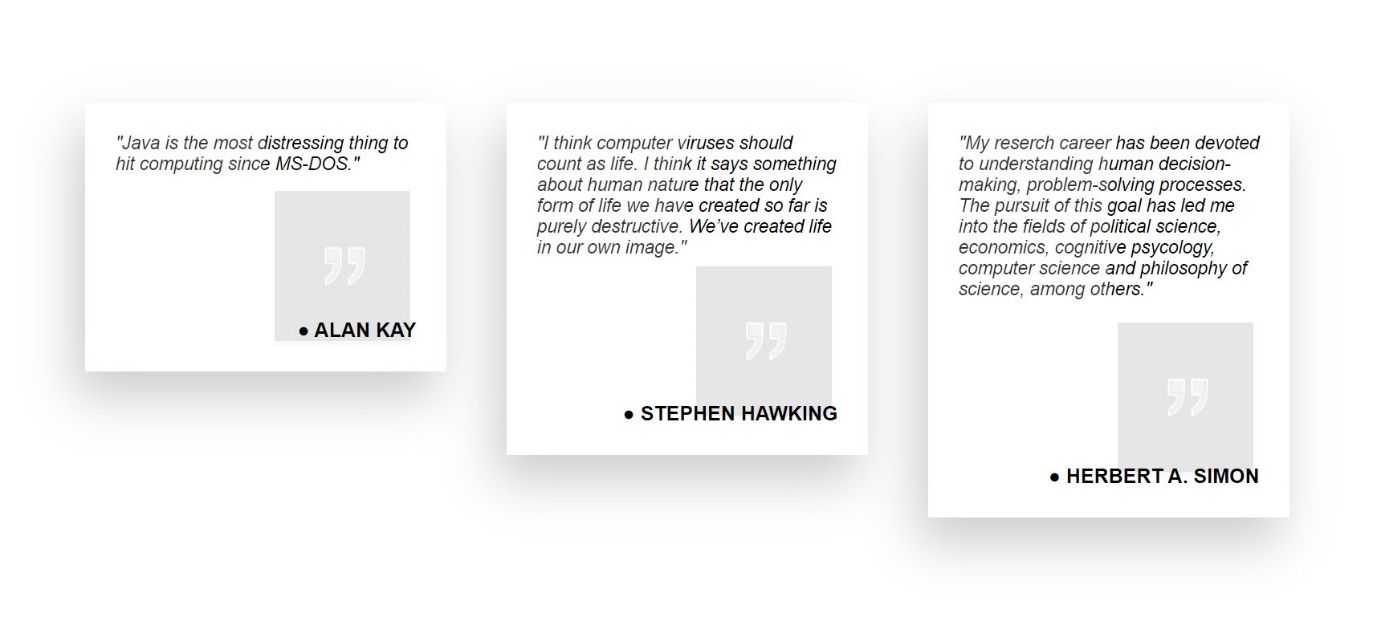 "Java is the most distressing thing to
hit computing since MS-DOS."
”
● ALAN KAY
"I think computer viruses should
count as life. I think it says something
about human nature that the only
form of life we have created so far is
purely destructive. We’ve created life
in our own image."
”
● STEPHEN HAWKING
"My reserch career has been devoted
to understanding human decision-
making, problem-solving processes.
The pursuit of this goal has led me
into the fields of political science,
economics, cognitive psycology,
computer science and philosophy of
science, among others."
”
● HERBERT A. SIMON